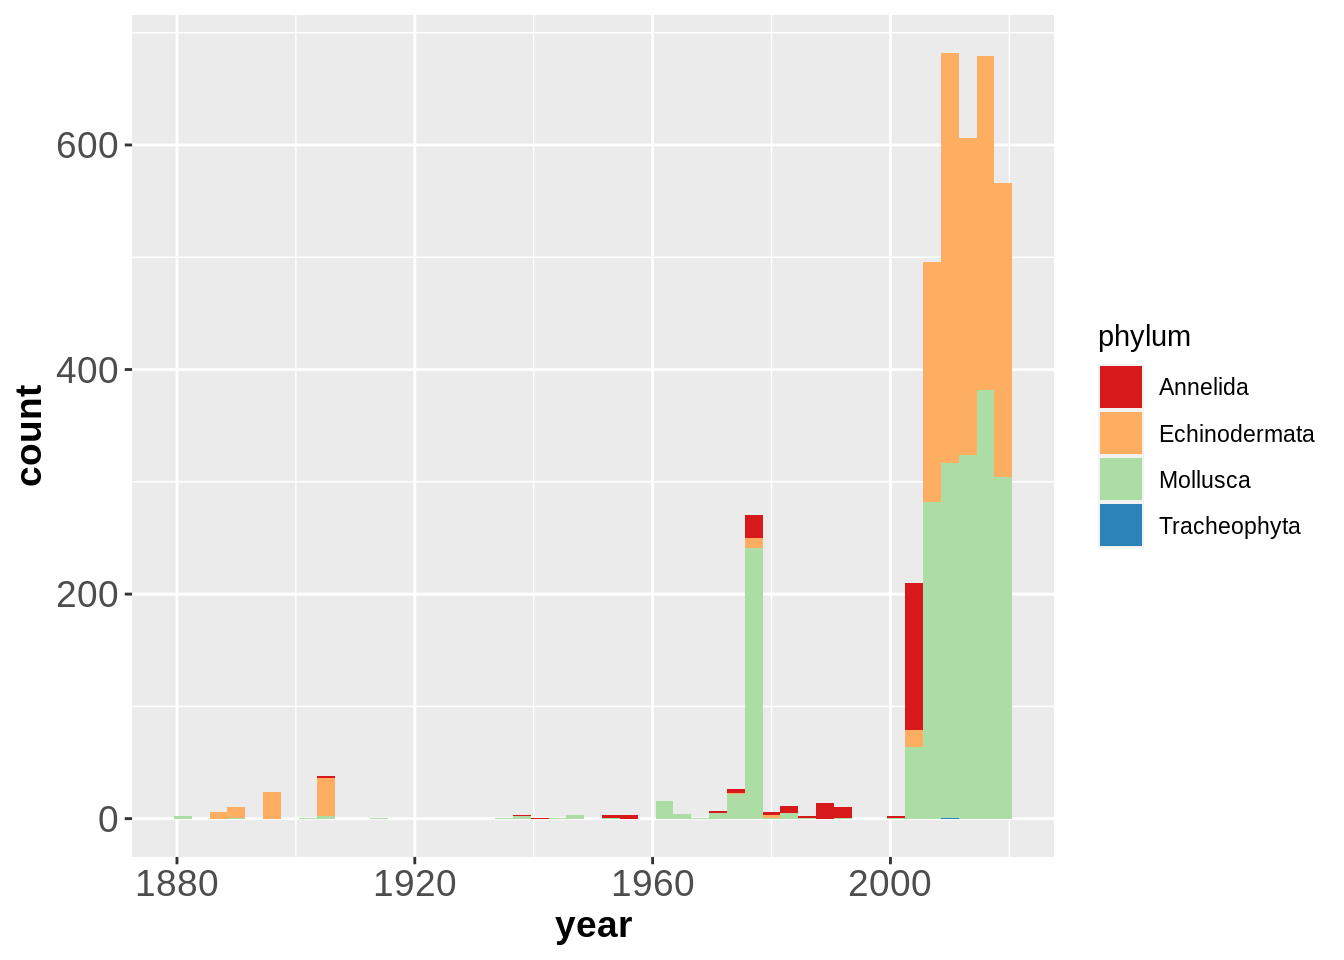 600
400
200
0
count
1880 1920 1960 2000
year
phylum
Annelida
Echinodermata
Mollusca
Tracheophyta